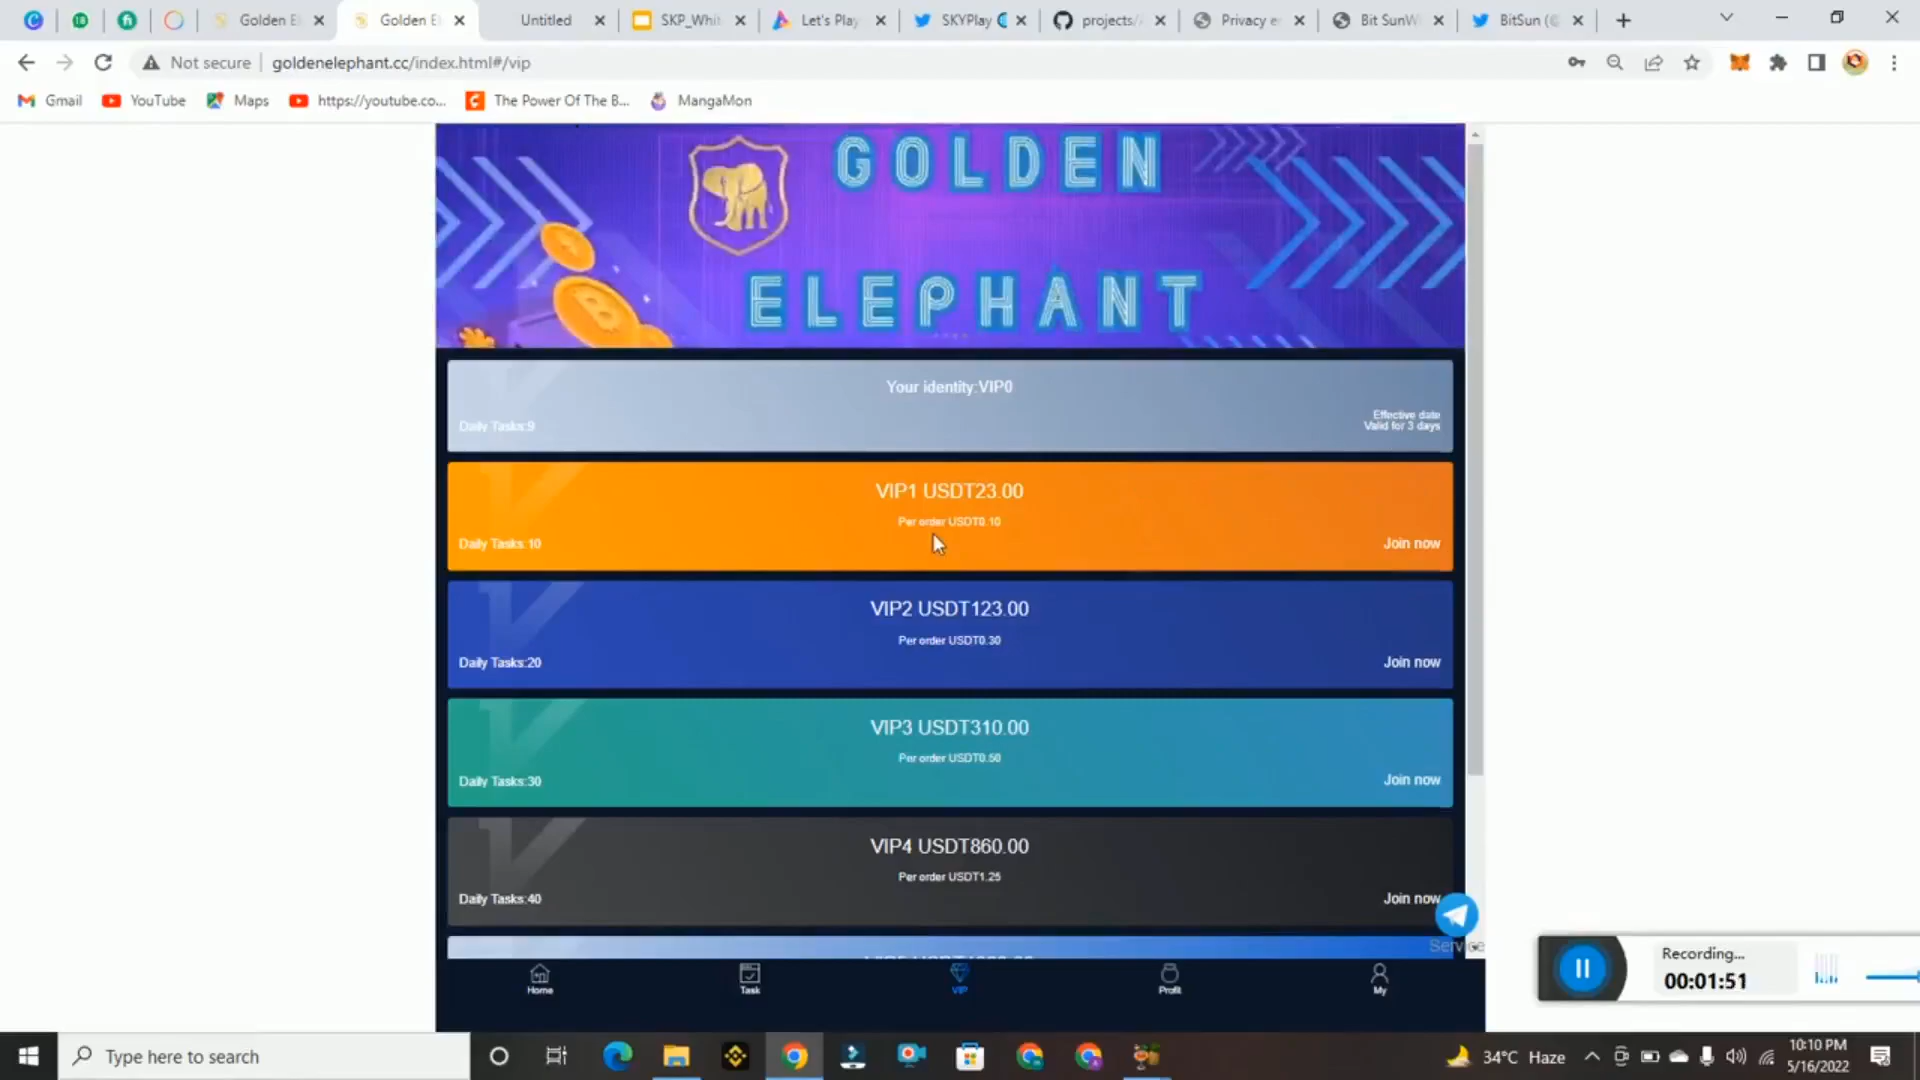 Golden El
Golden El
Untitled
SKP_Whit
Let's Play
SKYPlay
projects/
Privacy e
Bit SunW
BitSun (@
Not secure
goldenelephant.cc/index.html#/vip
Gmail
YouTube
Maps
https://youtube.co...
The Power Of The B...
MangaMon
GOLDEN
ELEPHANT
Your identity:VIP0
Daily Tasks:9
Effective date
Valid for 3 days
VIP1 USDT23.00
Per order USDT0.10
Daily Tasks:10
Join now
VIP2 USDT123.00
Per order USDT0.30
Daily Tasks:20
Join now
VIP3 USDT310.00
Per order USDT0.50
Daily Tasks:30
Join now
VIP4 USDT860.00
Per order USDT1.25
Daily Tasks:40
Join now
Service
Home
Task
VIP
Profit
My
Recording...
00:01:51
Type here to search
34°C Haze
10:10 PM
5/16/2022